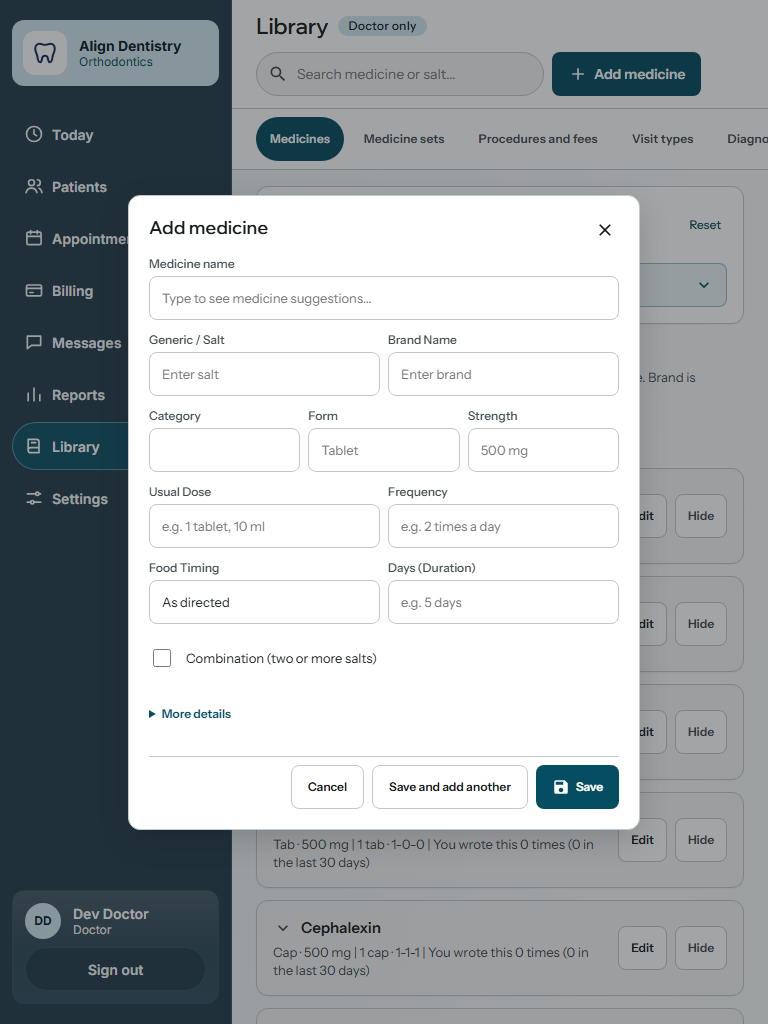 Align Dentistry
Orthodontics
Today
Patients
Appointme
Billing
Messages
Reports
Library
Settings
DD
Dev Doctor
Doctor
Sign out
Library
Doctor only
Search medicine or salt...
Add medicine
Medicines
Medicine sets
Procedures and fees
Visit types
Diagno
Reset
e. Brand is
Add medicine
Medicine name
Type to see medicine suggestions...
Generic / Salt
Brand Name
Enter salt
Enter brand
Category
Form
Strength
Tablet
500 mg
Usual Dose
Frequency
e.g. 1 tablet, 10 ml
e.g. 2 times a day
Food Timing
Days (Duration)
As directed
e.g. 5 days
Combination (two or more salts)
More details
Cancel
Save and add another
Save
dit
Hide
dit
Hide
dit
Hide
Tab · 500 mg | 1 tab · 1-0-0 | You wrote this 0 times (0 in
the last 30 days)
Edit
Hide
Cephalexin
Cap · 500 mg | 1 cap · 1-1-1 | You wrote this 0 times (0 in
the last 30 days)
Edit
Hide